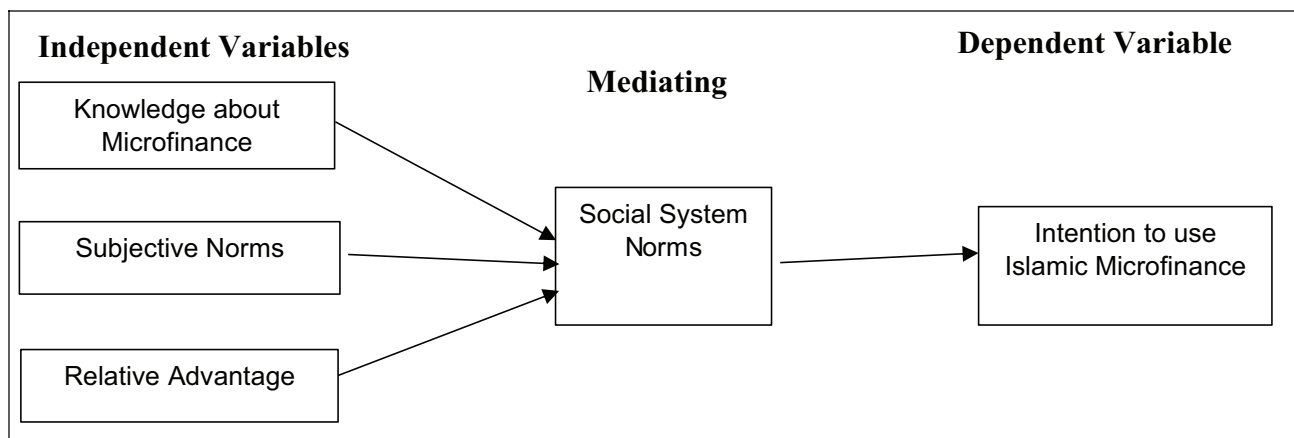 Independent Variables
Knowledge about
Microfinance
Subjective Norms
Relative Advantage
Mediating
Social System
Norms
Dependent Variable
Intention to use
Islamic Microfinance